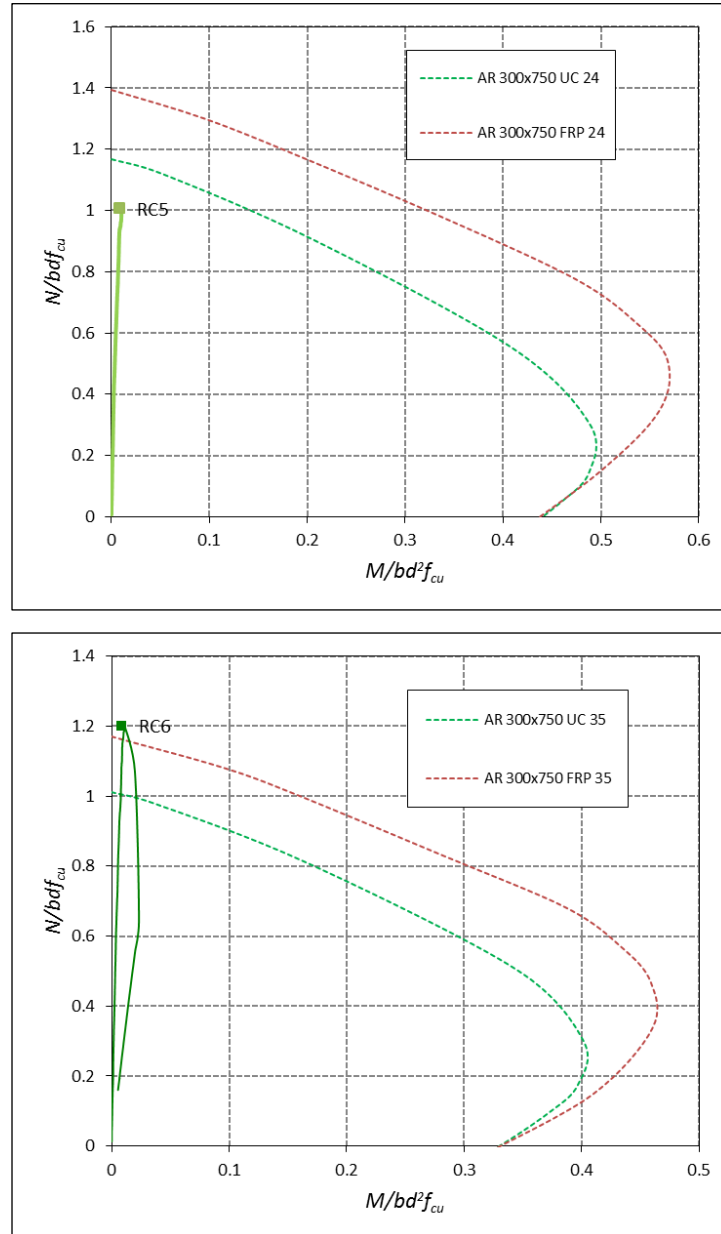 1.6
1.4
1.2
1
0.8
0.6
0.4
0.2
0
N/bdf_cu
AR 300x750 UC 24
AR 300x750 FRP 24
RC5
0 0.1 0.2 0.3 0.4 0.5 0.6
M/bd²f_cu
1.4
1.2
1
0.8
0.6
0.4
0.2
0
N/bdf_cu
RC6
AR 300x750 UC 35
AR 300x750 FRP 35
0 0.1 0.2 0.3 0.4 0.5
M/bd²f_cu